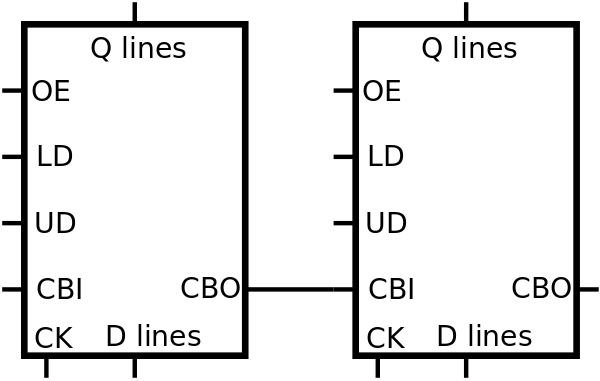 Q lines
OE
LD
UD
CBI CBO
CK D lines
Q lines
OE
LD
UD
CBI CBO
CK D lines